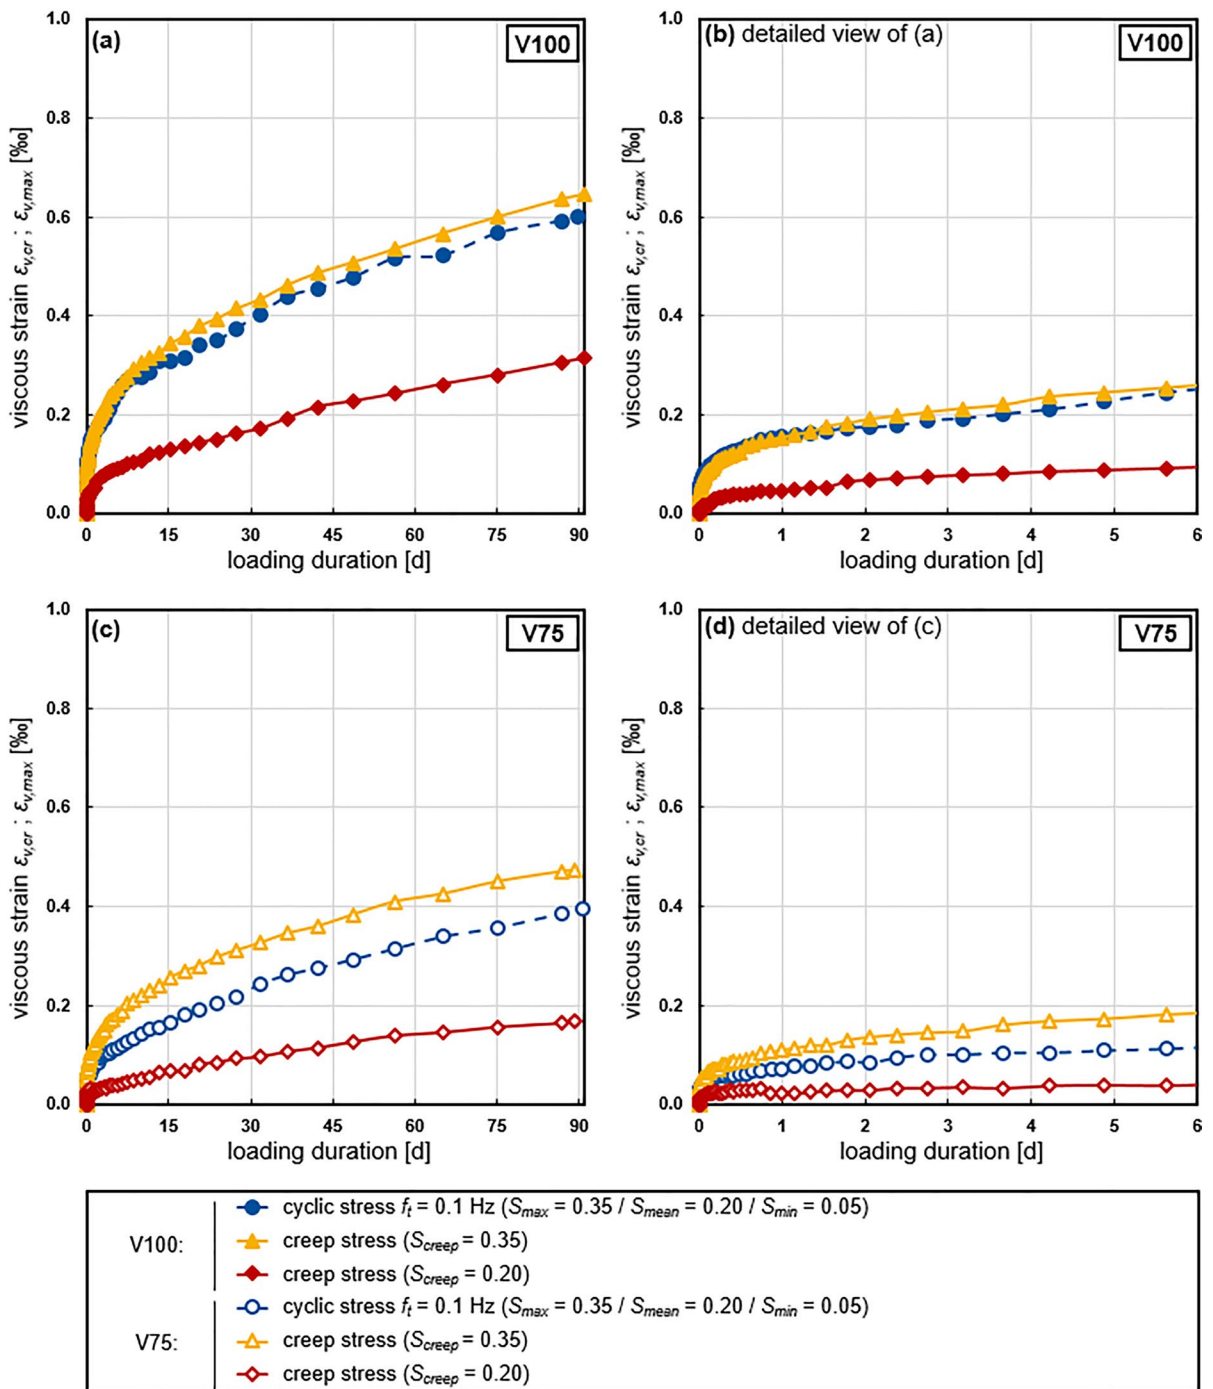 (a)
V100
1.0
0.8
0.6
0.4
0.2
0.0
viscous strain εv,cr ; εv,max [‰]
0 15 30 45 60 75 90
loading duration [d]
(b) detailed view of (a)
V100
1.0
0.8
0.6
0.4
0.2
0.0
viscous strain εv,cr ; εv,max [‰]
0 1 2 3 4 5 6
loading duration [d]
(c)
V75
1.0
0.8
0.6
0.4
0.2
0.0
viscous strain εv,cr ; εv,max [‰]
0 15 30 45 60 75 90
loading duration [d]
(d) detailed view of (c)
V75
1.0
0.8
0.6
0.4
0.2
0.0
viscous strain εv,cr ; εv,max [‰]
0 1 2 3 4 5 6
loading duration [d]
V100:
cyclic stress ft = 0.1 Hz (Smax = 0.35 / Smean = 0.20 / Smin = 0.05)
creep stress (Screep = 0.35)
creep stress (Screep = 0.20)
V75:
cyclic stress ft = 0.1 Hz (Smax = 0.35 / Smean = 0.20 / Smin = 0.05)
creep stress (Screep = 0.35)
creep stress (Screep = 0.20)